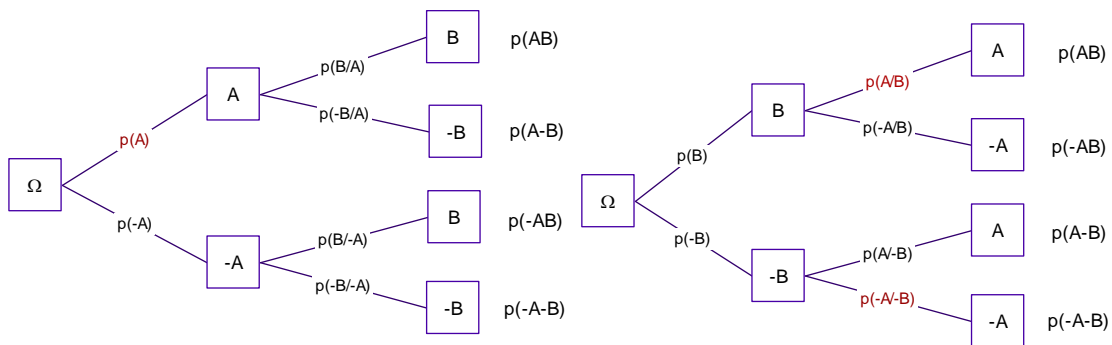 B p(AB)
p(B/A)
A
p(-B/A)
-B p(A-B)
p(A)
Ω
p(-A)
B p(-AB)
p(B/-A)
-A
p(-B/-A)
-B p(-A-B)
A p(AB)
p(A/B)
B
p(-A/B)
-A p(-AB)
p(B)
Ω
p(-B)
A p(A-B)
p(A/-B)
-B
p(-A/-B)
-A p(-A-B)